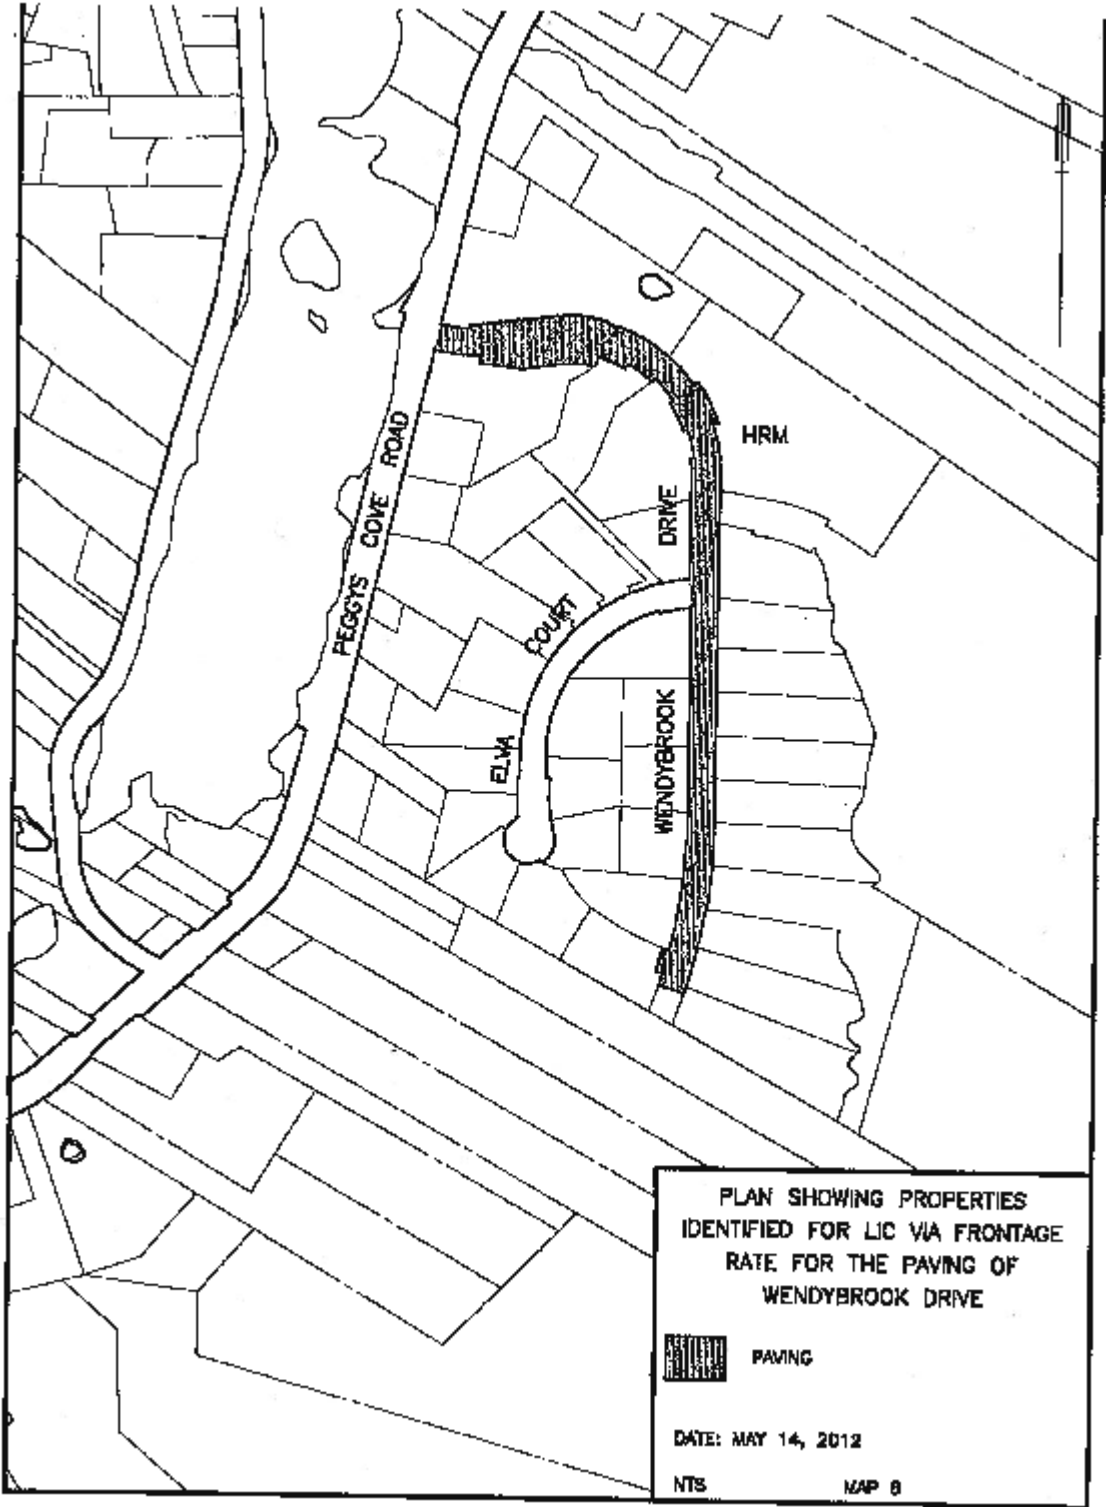 HRM
PEGGYS COVE ROAD
DRIVE
COURT
WENDYBROOK
ELVA
PLAN SHOWING PROPERTIES
IDENTIFIED FOR LIC VIA FRONTAGE
RATE FOR THE PAVING OF
WENDYBROOK DRIVE
PAVING
DATE: MAY 14, 2012
NTS MAP